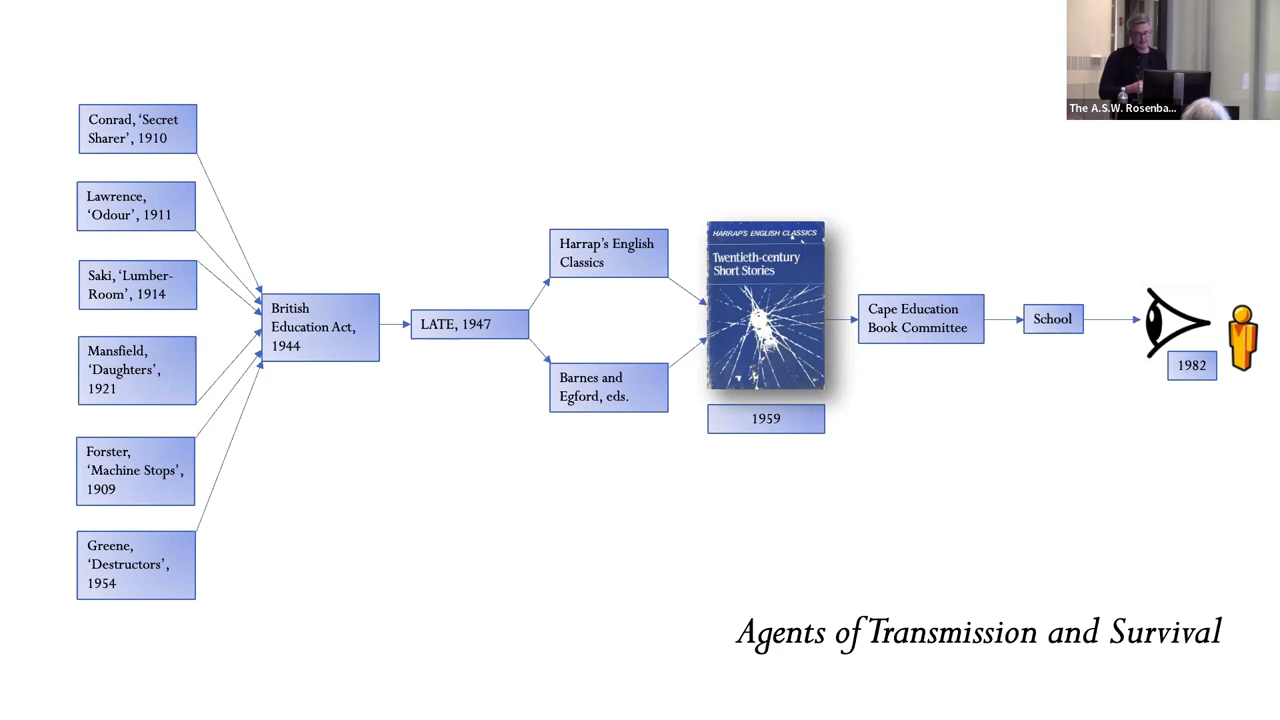 The A.S.W. Rosenba...
Conrad, ‘Secret
Sharer’, 1910
Lawrence,
‘Odour’, 1911
Saki, ‘Lumber-
Room’, 1914
Mansfield,
‘Daughters’,
1921
Forster,
‘Machine Stops’,
1909
Greene,
‘Destructors’,
1954
British
Education Act,
1944
LATE, 1947
Harrap’s English
Classics
Barnes and
Egford, eds.
HARRAP'S ENGLISH CLASSICS
Twentieth-century
Short Stories
1959
Cape Education
Book Committee
School
1982
Agents of Transmission and Survival